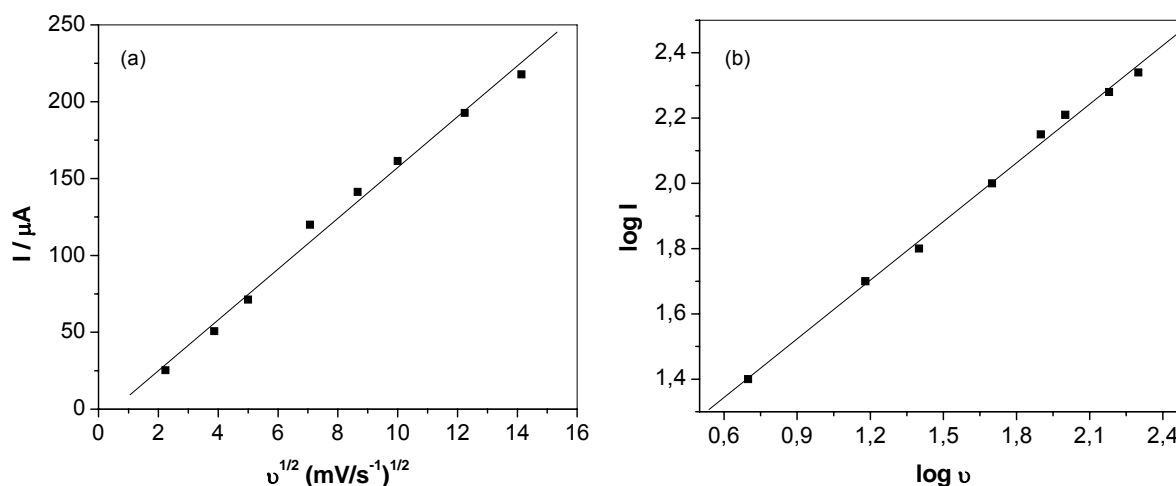 (a)
250
200
150
100
50
0
I / μA
0 2 4 6 8 10 12 14 16
υ1/2 (mV/s-1)1/2
(b)
2,4
2,2
2,0
1,8
1,6
1,4
log I
0,6 0,9 1,2 1,5 1,8 2,1 2,4
log υ